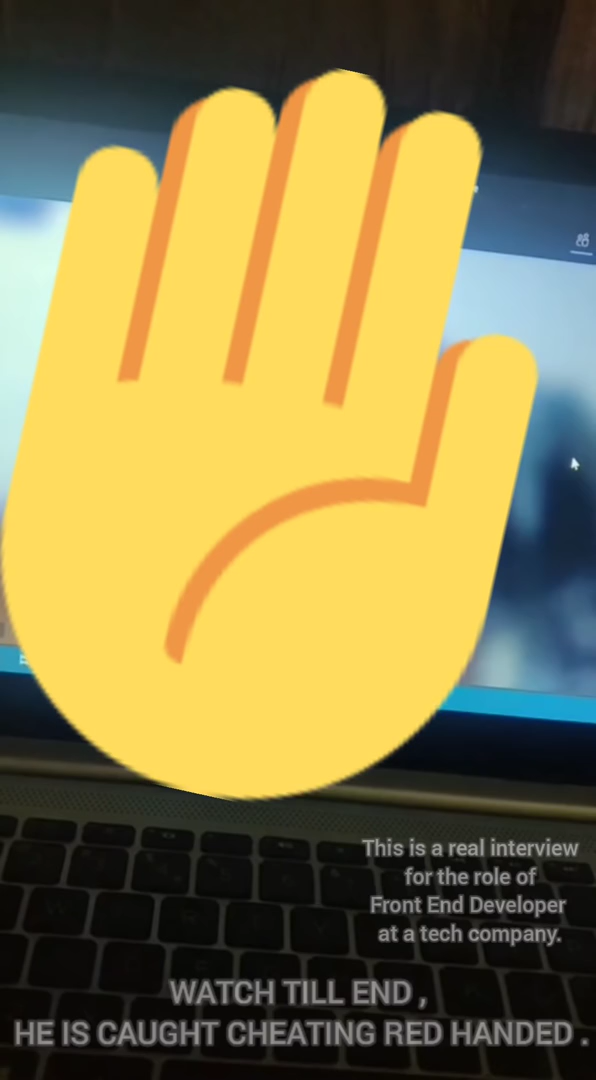 This is a real interview
for the role of
Front End Developer
at a tech company.
WATCH TILL END ,
HE IS CAUGHT CHEATING RED HANDED .